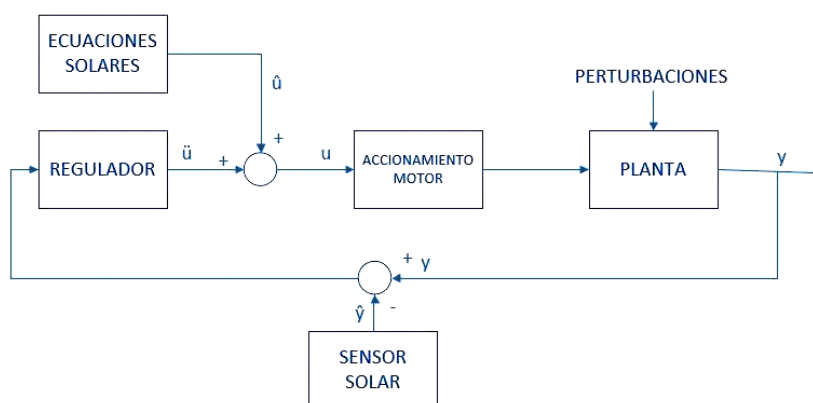 ECUACIONES
SOLARES
û
PERTURBACIONES
+
REGULADOR
ü
+
u
ACCIONAMIENTO
MOTOR
PLANTA
y
+ y
ŷ
-
SENSOR
SOLAR